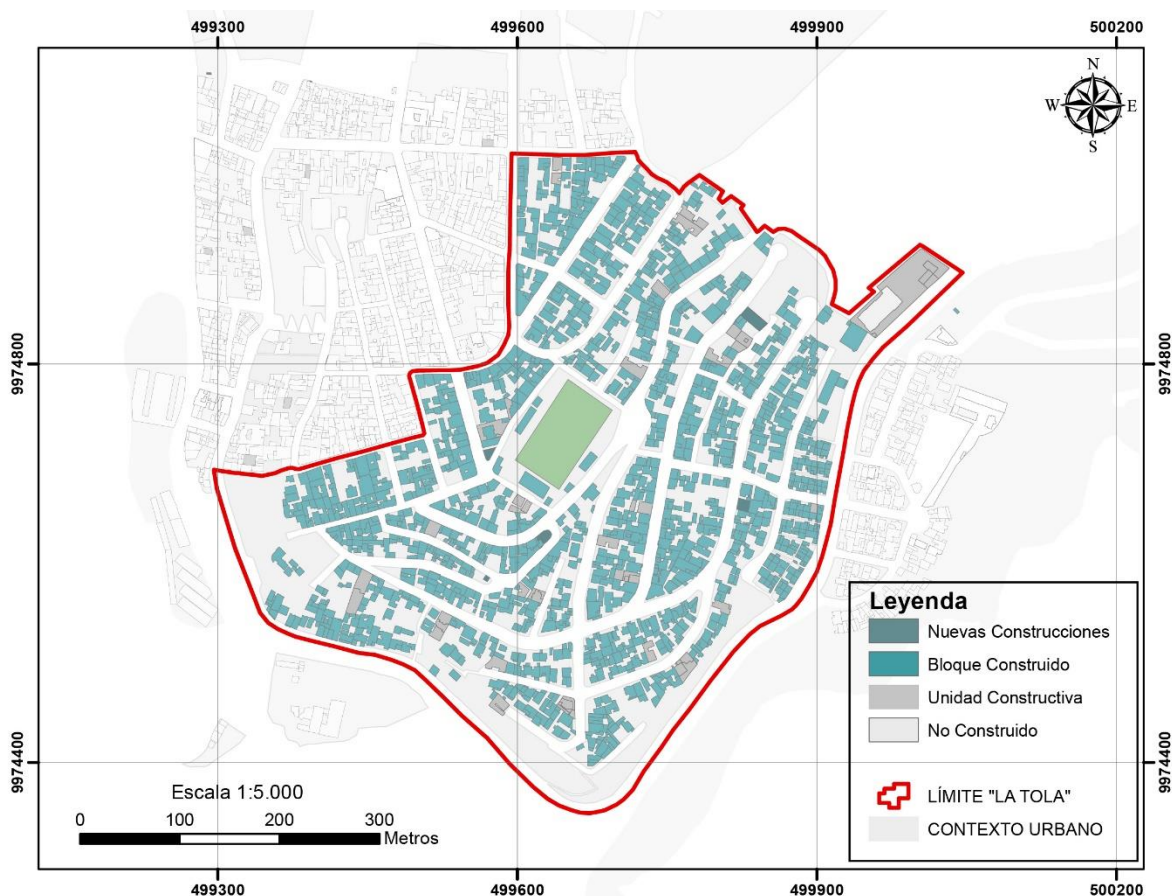 499300 499600 499900 500200
N
W E
S
9974800 9974800
Leyenda
Nuevas Construcciones
Bloque Construido
Unidad Constructiva
No Construido
LÍMITE "LA TOLA"
CONTEXTO URBANO
9974400 9974400
Escala 1:5.000
0 100 200 300
Metros
499300 499600 499900 500200